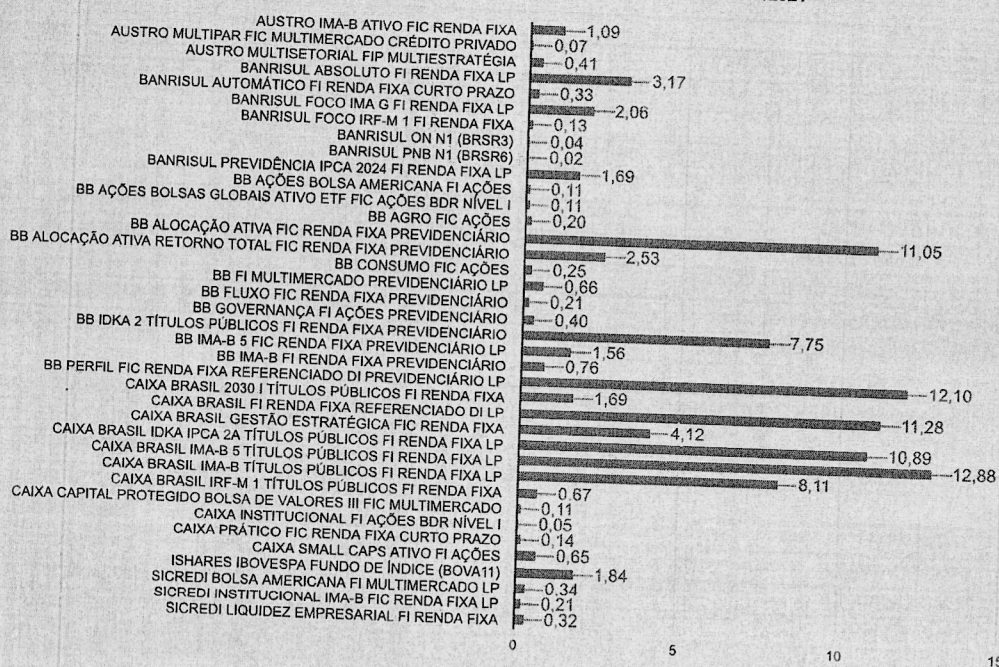 AUSTRO IMA-B ATIVO FIC RENDA FIXA 1,09
AUSTRO MULTIPAR FIC MULTIMERCADO CRÉDITO PRIVADO 0,07
AUSTRO MULTISETORIAL FIP MULTIESTRATÉGIA 0,41
BANRISUL ABSOLUTO FI RENDA FIXA LP 3,17
BANRISUL AUTOMÁTICO FI RENDA FIXA CURTO PRAZO 0,33
BANRISUL FOCO IMA G FI RENDA FIXA LP 2,06
BANRISUL FOCO IRF-M 1 FI RENDA FIXA 0,13
BANRISUL ON N1 (BRSR3) 0,04
BANRISUL PNB N1 (BRSR6) 0,02
BANRISUL PREVIDÊNCIA IPCA 2024 FI RENDA FIXA LP 1,69
BB AÇÕES BOLSA AMERICANA FI AÇÕES 0,11
BB AÇÕES BOLSAS GLOBAIS ATIVO ETF FIC AÇÕES BDR NÍVEL I 0,11
BB AGRO FIC AÇÕES 0,20
BB ALOCAÇÃO ATIVA FIC RENDA FIXA PREVIDENCIÁRIO 11,05
BB ALOCAÇÃO ATIVA RETORNO TOTAL FIC RENDA FIXA PREVIDENCIÁRIO 2,53
BB CONSUMO FIC AÇÕES 0,25
BB FI MULTIMERCADO PREVIDENCIÁRIO LP 0,66
BB FLUXO FIC RENDA FIXA PREVIDENCIÁRIO 0,21
BB GOVERNANÇA FI AÇÕES PREVIDENCIÁRIO 0,40
BB IDKA 2 TÍTULOS PÚBLICOS FI RENDA FIXA PREVIDENCIÁRIO 7,75
BB IMA-B 5 FIC RENDA FIXA PREVIDENCIÁRIO LP 1,56
BB IMA-B FI RENDA FIXA PREVIDENCIÁRIO 0,76
BB PERFIL FIC RENDA FIXA REFERENCIADO DI PREVIDENCIÁRIO LP 12,10
CAIXA BRASIL 2030 I TÍTULOS PÚBLICOS FI RENDA FIXA 1,69
CAIXA BRASIL FI RENDA FIXA REFERENCIADO DI LP 11,28
CAIXA BRASIL GESTÃO ESTRATÉGICA FIC RENDA FIXA 4,12
CAIXA BRASIL IDKA IPCA 2A TÍTULOS PÚBLICOS FI RENDA FIXA LP 10,89
CAIXA BRASIL IMA-B 5 TÍTULOS PÚBLICOS FI RENDA FIXA LP 12,88
CAIXA BRASIL IMA-B TÍTULOS PÚBLICOS FI RENDA FIXA LP 8,11
CAIXA BRASIL IRF-M 1 TÍTULOS PÚBLICOS FI RENDA FIXA 0,67
CAIXA CAPITAL PROTEGIDO BOLSA DE VALORES III FIC MULTIMERCADO 0,11
CAIXA INSTITUCIONAL FI AÇÕES BDR NÍVEL I 0,05
CAIXA PRÁTICO FIC RENDA FIXA CURTO PRAZO 0,14
CAIXA SMALL CAPS ATIVO FI AÇÕES 0,65
ISHARES IBOVESPA FUNDO DE ÍNDICE (BOVA11) 1,84
SICREDI BOLSA AMERICANA FI MULTIMERCADO LP 0,34
SICREDI INSTITUCIONAL IMA-B FIC RENDA FIXA LP 0,21
SICREDI LIQUIDEZ EMPRESARIAL FI RENDA FIXA 0,32
0 5 10